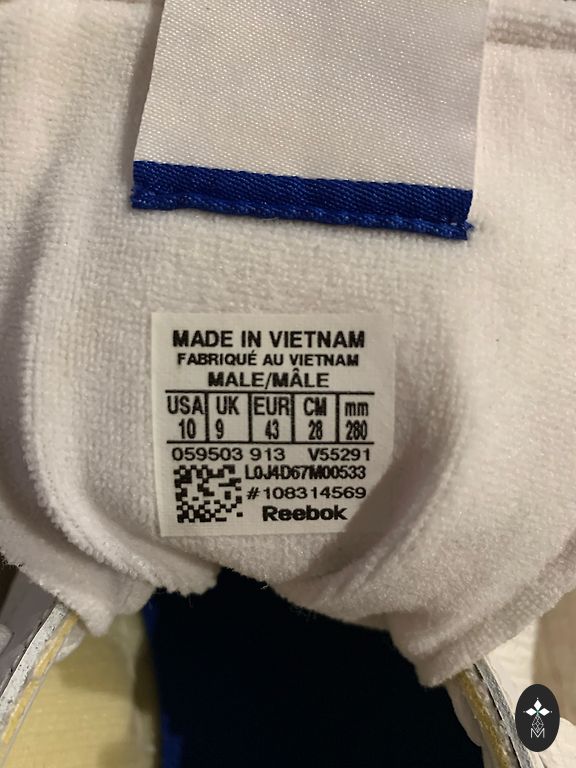 MADE IN VIETNAM
FABRIQUÉ AU VIETNAM
MALE/MÂLE
USA UK EUR CM mm
10 9 43 28 280
059503 913 V55291
L0J4D67M00533
#108314569
Reebok
M